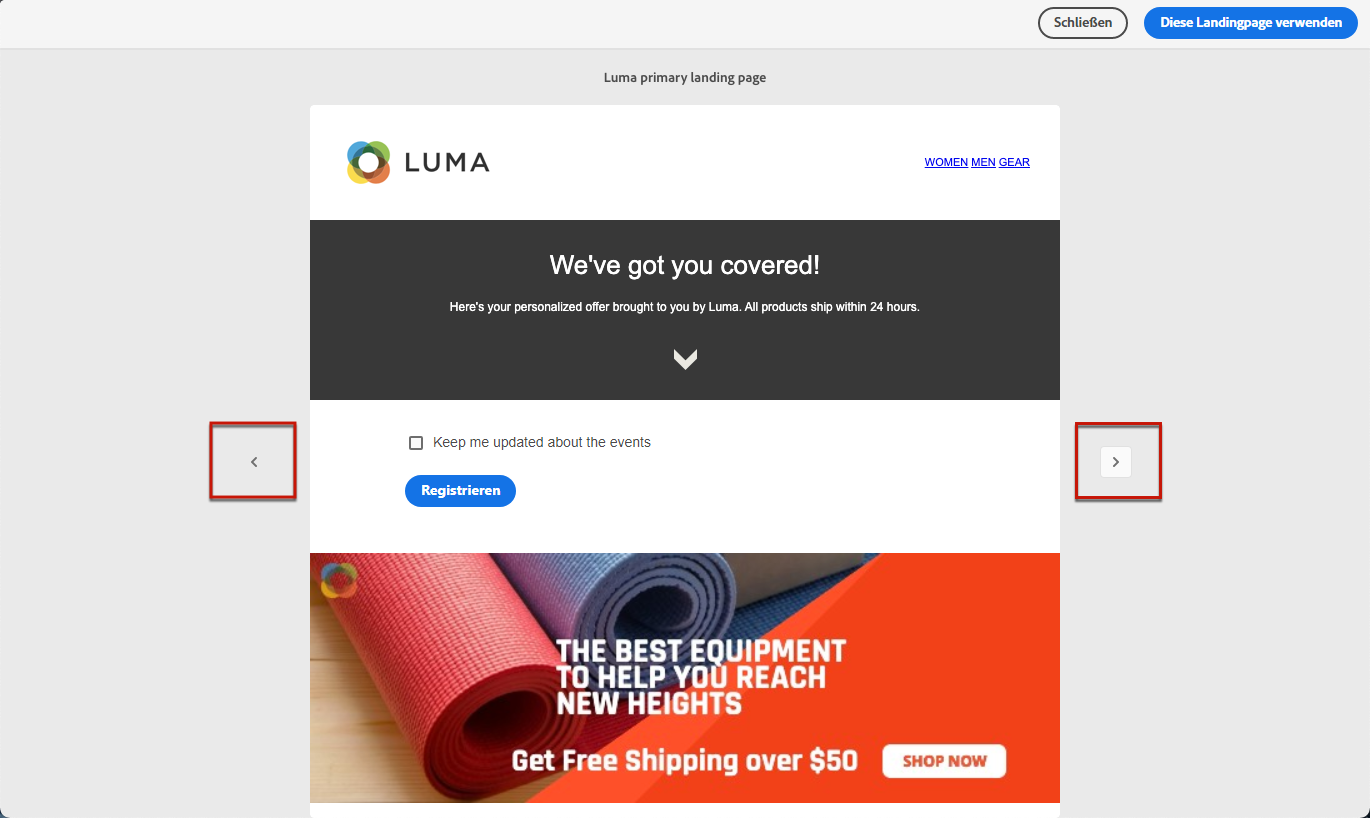 Schließen
Diese Landingpage verwenden
Luma primary landing page
LUMA
WOMEN MEN GEAR
We've got you covered!
Here's your personalized offer brought to you by Luma. All products ship within 24 hours.
Keep me updated about the events
Registrieren
THE BEST EQUIPMENT
TO HELP YOU REACH
NEW HEIGHTS
Get Free Shipping over $50
SHOP NOW